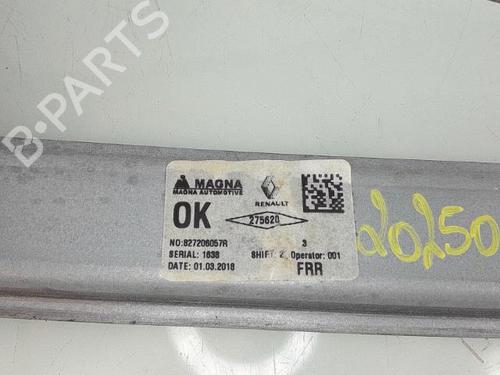 B-PARTS
MAGNA
MAGNA AUTOMOTIVE
RENAULT
OK
275620
NO:827206057R 3
SERIAL: 1638 SHIFT: 2 Operator: 001
DATE: 01.03.2018 FRR
20250